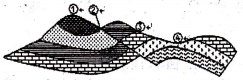 ① ② ③ ④